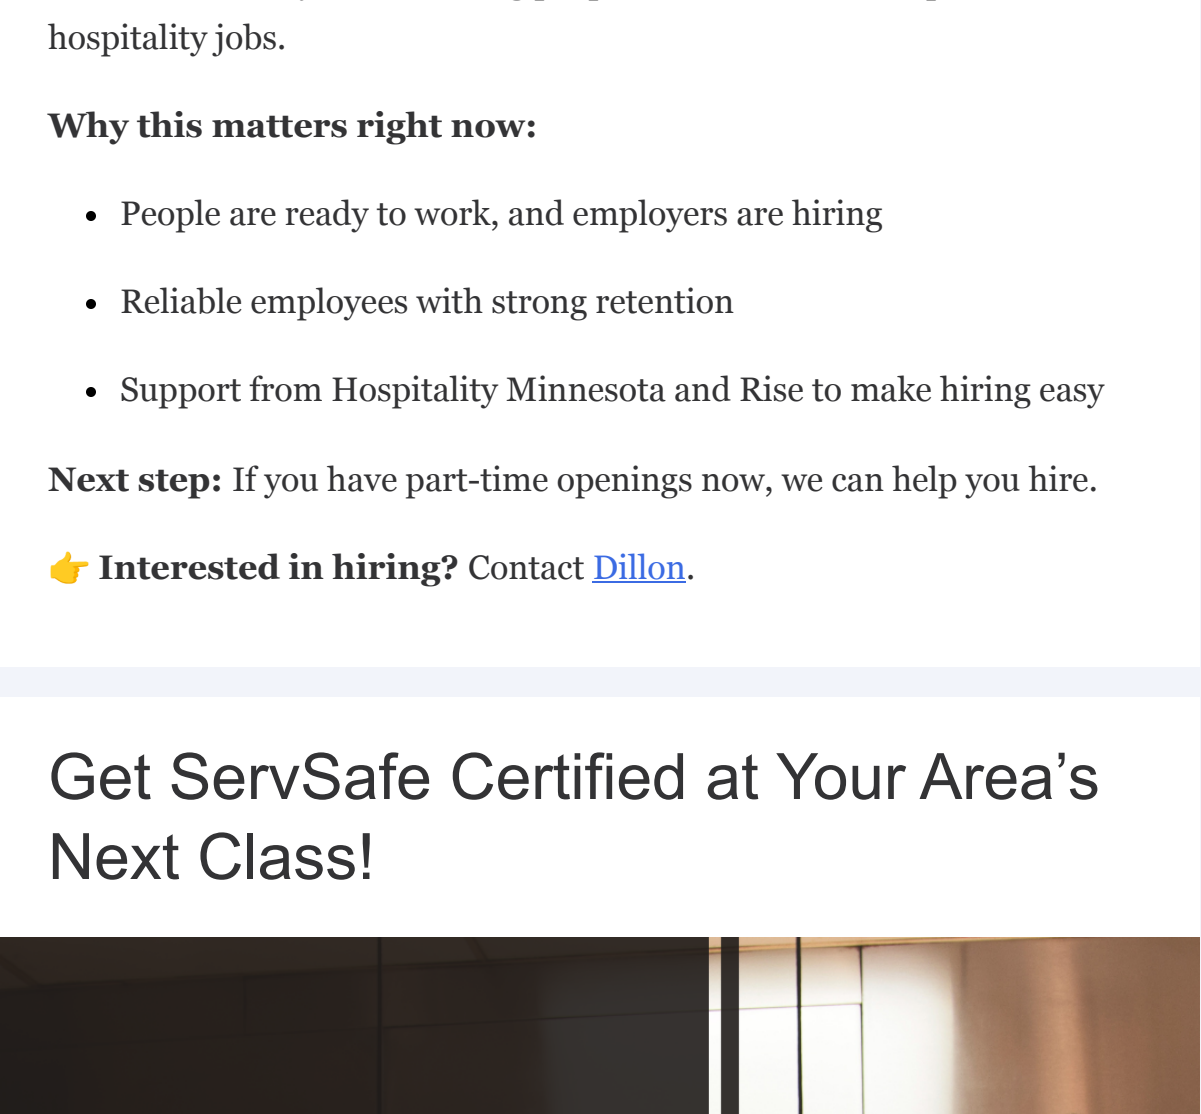 hospitality jobs.
Why this matters right now:
• People are ready to work, and employers are hiring
• Reliable employees with strong retention
• Support from Hospitality Minnesota and Rise to make hiring easy
Next step: If you have part-time openings now, we can help you hire.
👉 Interested in hiring? Contact Dillon.
Get ServSafe Certified at Your Area’s
Next Class!